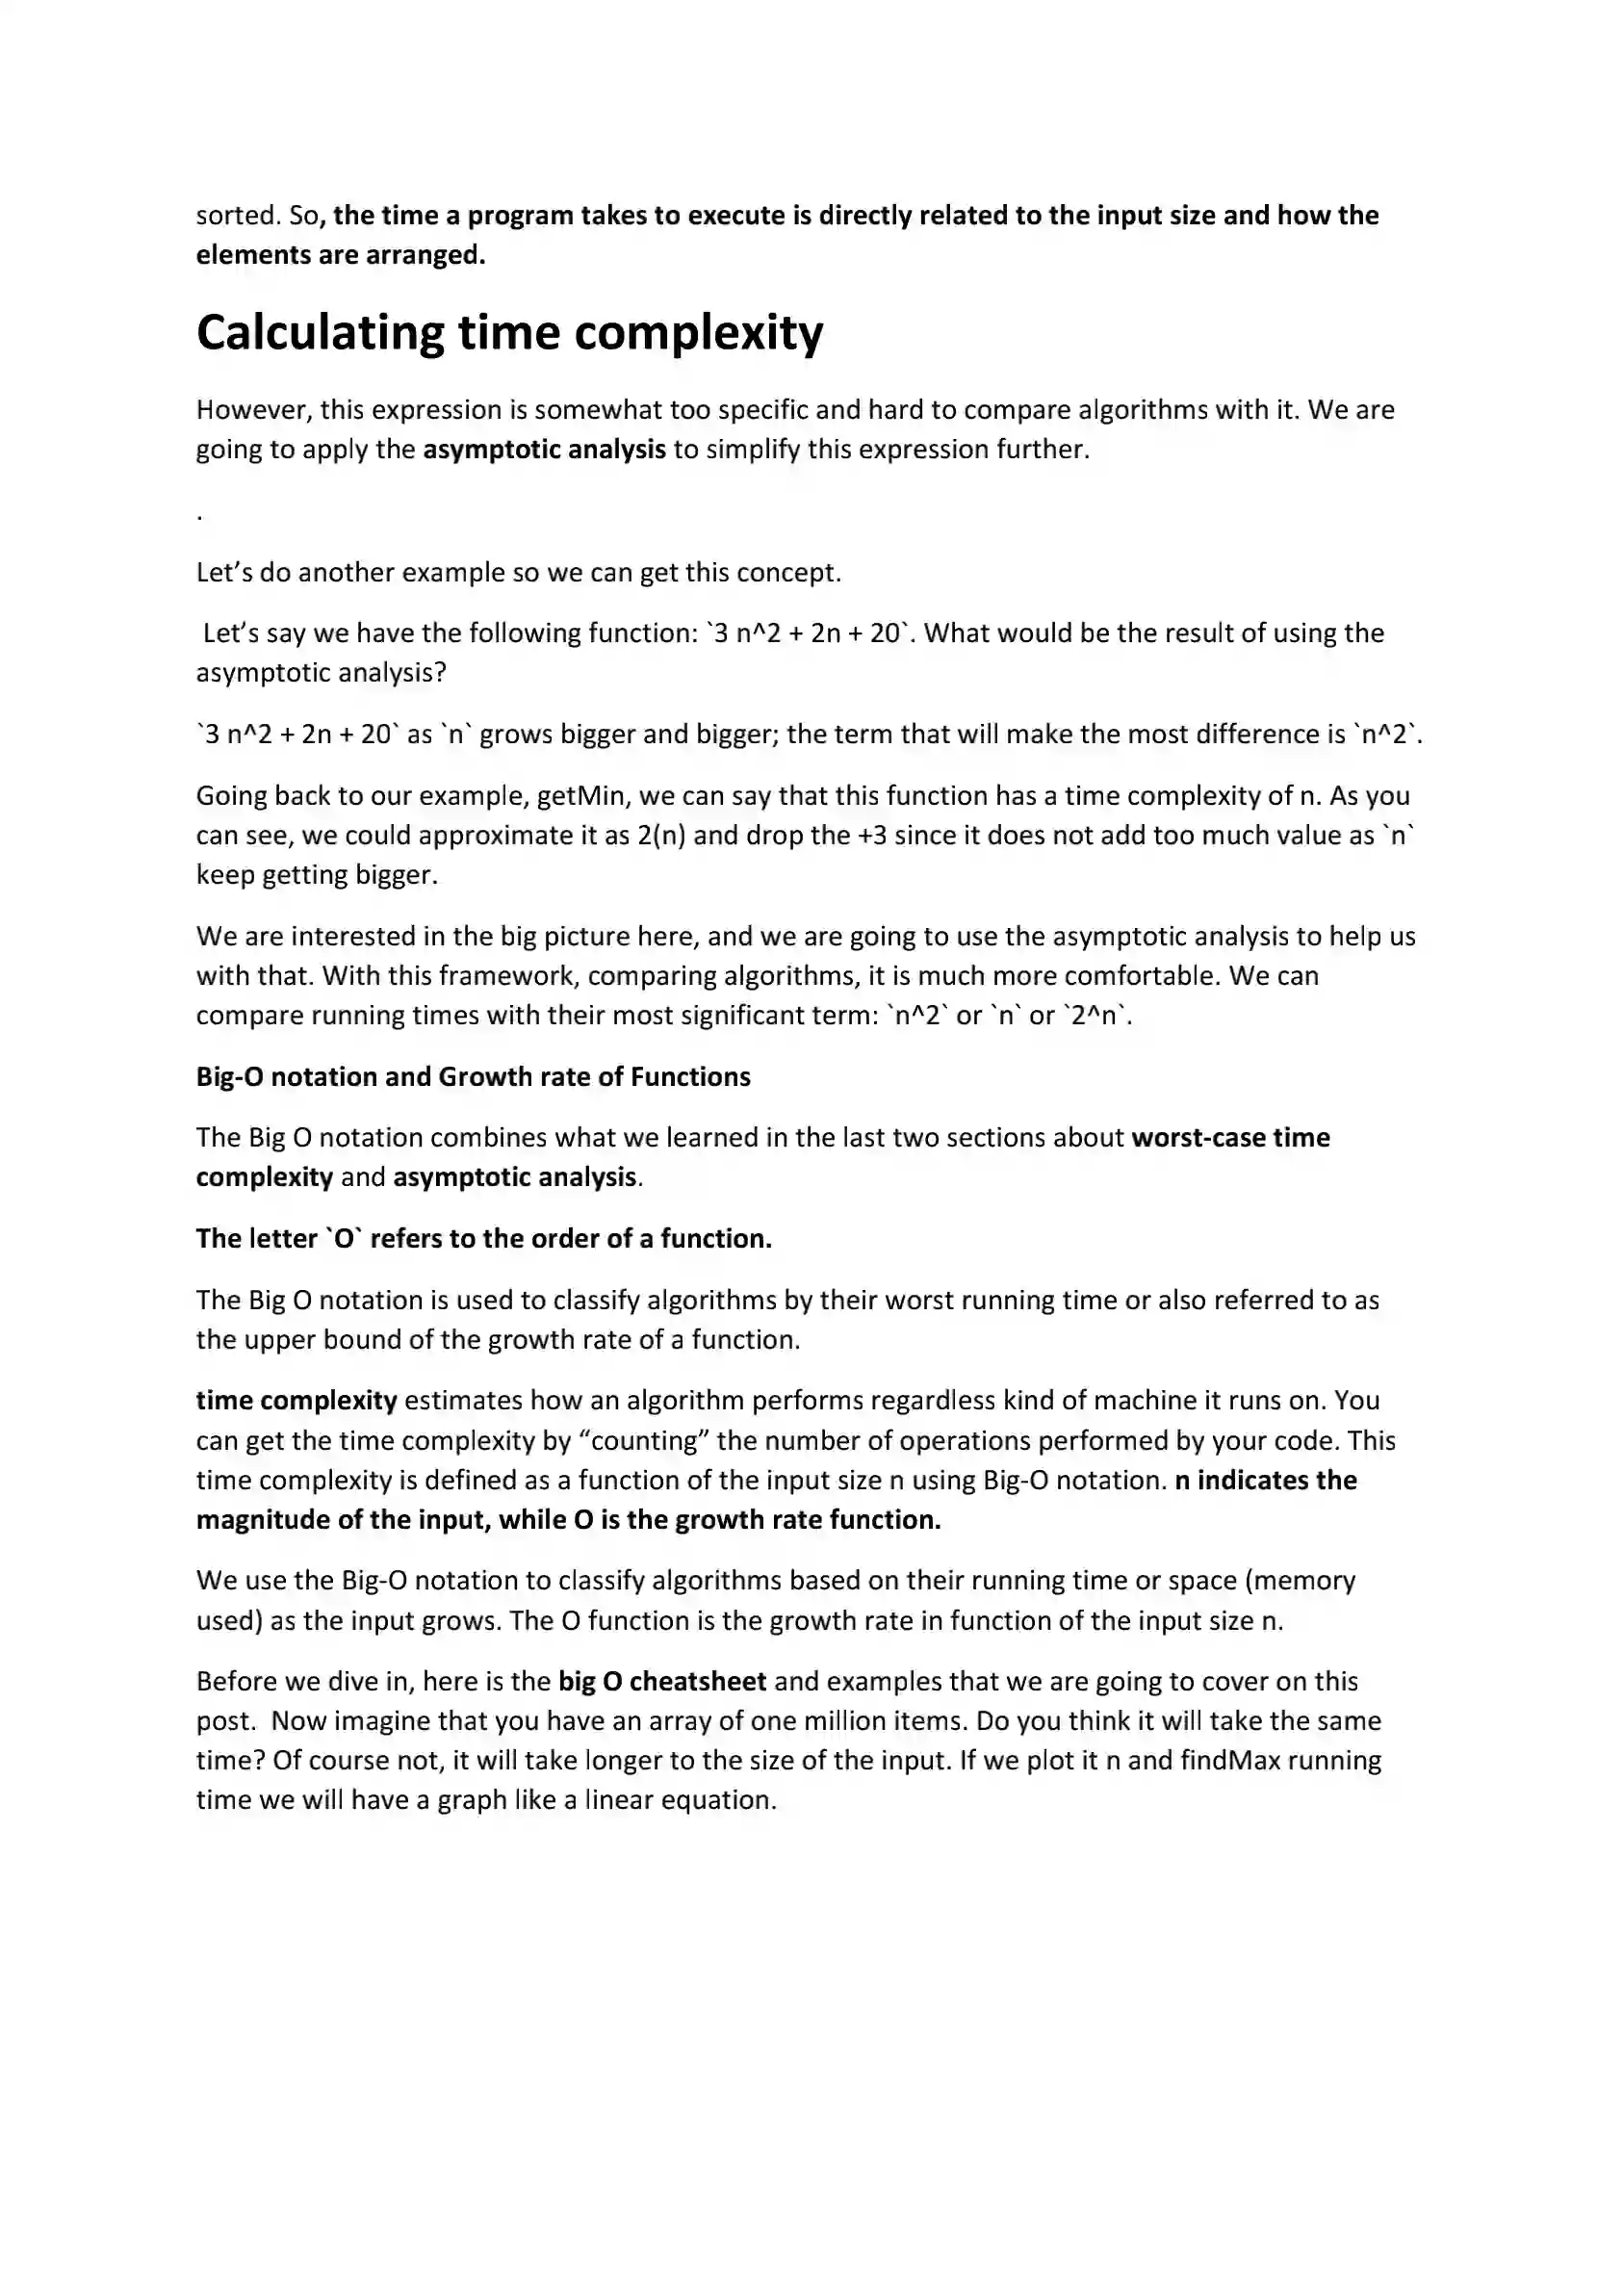 sorted. So, the time a program takes to execute is directly related to the input size and how the
elements are arranged.
Calculating time complexity
However, this expression is somewhat too specific and hard to compare algorithms with it. We are
going to apply the asymptotic analysis to simplify this expression further.
.
Let’s do another example so we can get this concept.
Let’s say we have the following function: `3 n^2 + 2n + 20`. What would be the result of using the
asymptotic analysis?
`3 n^2 + 2n + 20` as `n` grows bigger and bigger; the term that will make the most difference is `n^2`.
Going back to our example, getMin, we can say that this function has a time complexity of n. As you
can see, we could approximate it as 2(n) and drop the +3 since it does not add too much value as `n`
keep getting bigger.
We are interested in the big picture here, and we are going to use the asymptotic analysis to help us
with that. With this framework, comparing algorithms, it is much more comfortable. We can
compare running times with their most significant term: `n^2` or `n` or `2^n`.
Big-O notation and Growth rate of Functions
The Big O notation combines what we learned in the last two sections about worst-case time
complexity and asymptotic analysis.
The letter `O` refers to the order of a function.
The Big O notation is used to classify algorithms by their worst running time or also referred to as
the upper bound of the growth rate of a function.
time complexity estimates how an algorithm performs regardless kind of machine it runs on. You
can get the time complexity by “counting” the number of operations performed by your code. This
time complexity is defined as a function of the input size n using Big-O notation. n indicates the
magnitude of the input, while O is the growth rate function.
We use the Big-O notation to classify algorithms based on their running time or space (memory
used) as the input grows. The O function is the growth rate in function of the input size n.
Before we dive in, here is the big O cheatsheet and examples that we are going to cover on this
post.  Now imagine that you have an array of one million items. Do you think it will take the same
time? Of course not, it will take longer to the size of the input. If we plot it n and findMax running
time we will have a graph like a linear equation.